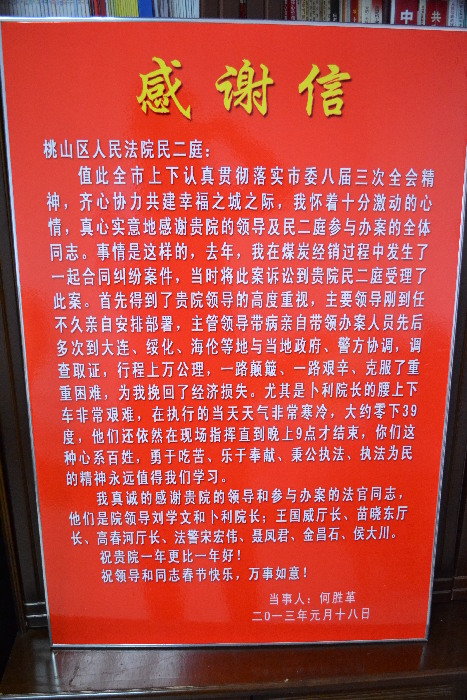 感谢信
桃山区人民法院民二庭：
值此全市上下认真贯彻落实市委八届三次全会精
神，齐心协力共建幸福之城之际，我怀着十分激动的心
情，真心实意地感谢贵院的领导及民二庭参与办案的全体
同志。事情是这样的，去年，我在煤炭经销过程中发生了
一起合同纠纷案件，当时将此案诉讼到贵院民二庭受理了
此案。首先得到了贵院领导的高度重视，主要领导刚到任
不久亲自安排部署，主管领导带病亲自带领办案人员先后
多次到大连、绥化、海伦等地与当地政府、警方协调，调
查取证，行程上万公理，一路颠簸、一路艰辛、克服了重
重困难，为我挽回了经济损失。尤其是卜利院长的腰上下
车非常艰难，在执行的当天天气非常寒冷，大约零下39
度，他们还依然在现场指挥直到晚上9点才结束，你们这
种心系百姓，勇于吃苦、乐于奉献、秉公执法，执法为民
的精神永远值得我们学习。
我真诚的感谢贵院的领导和参与办案的法官同志，
他们是院领导刘学文和卜利院长；王国威厅长、苗晓东厅
长、高春河厅长、法警宋宏伟、聂凤君、金昌石、侯大川。
祝贵院一年更比一年好！
祝领导和同志春节快乐，万事如意！
当事人：何胜革
二〇一三年元月十八日
中 共